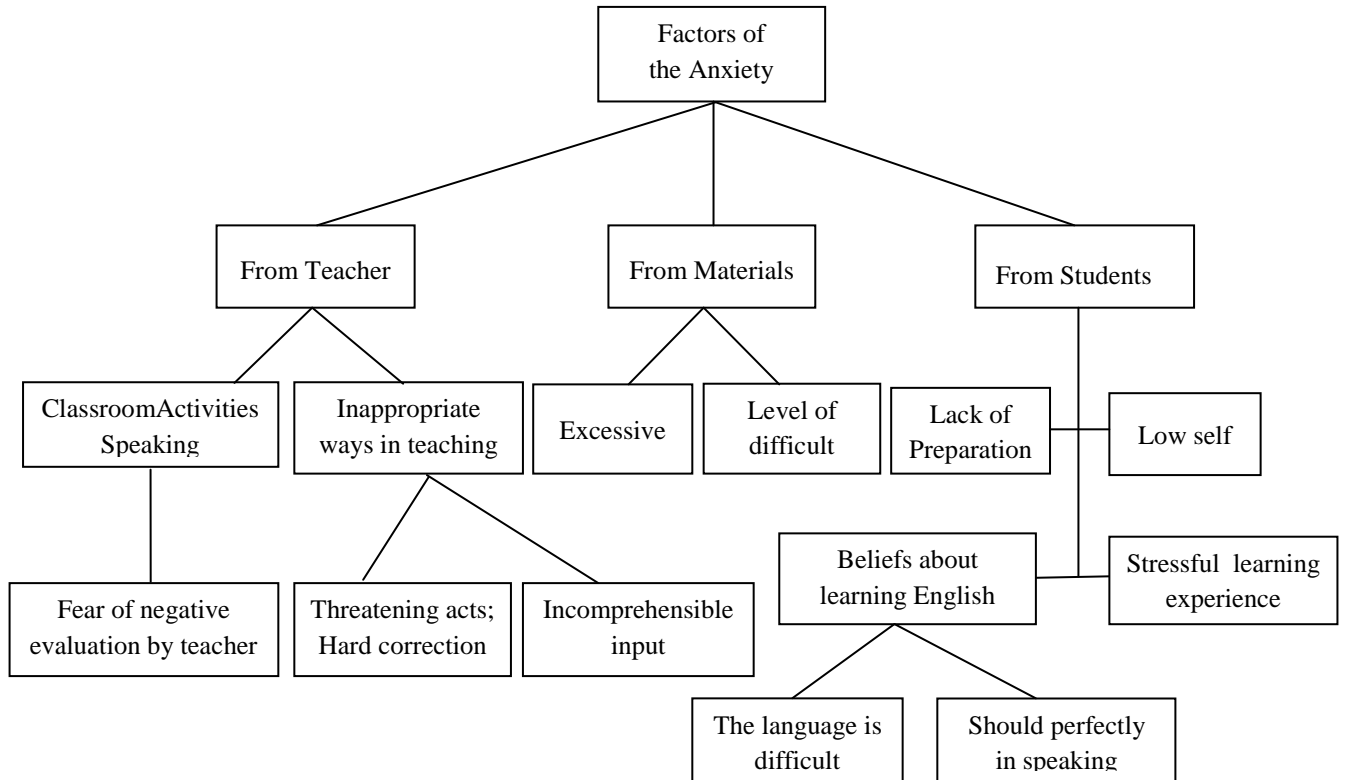 Factors of
the Anxiety
From Teacher
From Materials
From Students
ClassroomActivities
Speaking
Inappropriate
ways in teaching
Excessive
Level of
difficult
Lack of
Preparation
Low self
Fear of negative
evaluation by teacher
Threatening acts;
Hard correction
Incomprehensible
input
Beliefs about
learning English
Stressful learning
experience
The language is
difficult
Should perfectly
in speaking